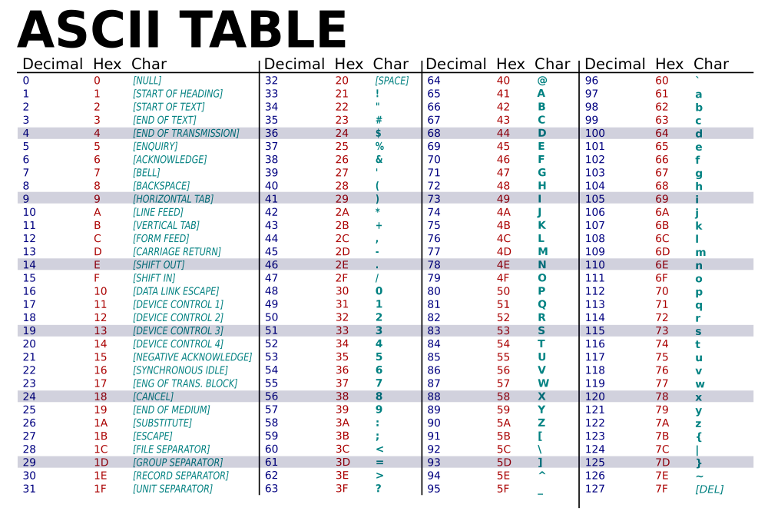 ASCII TABLE
Decimal Hex Char Decimal Hex Char Decimal Hex Char Decimal Hex Char
0 0 [NULL] 32 20 [SPACE] 64 40 @ 96 60 `
1 1 [START OF HEADING] 33 21 ! 65 41 A 97 61 a
2 2 [START OF TEXT] 34 22 " 66 42 B 98 62 b
3 3 [END OF TEXT] 35 23 # 67 43 C 99 63 c
4 4 [END OF TRANSMISSION] 36 24 $ 68 44 D 100 64 d
5 5 [ENQUIRY] 37 25 % 69 45 E 101 65 e
6 6 [ACKNOWLEDGE] 38 26 & 70 46 F 102 66 f
7 7 [BELL] 39 27 ' 71 47 G 103 67 g
8 8 [BACKSPACE] 40 28 ( 72 48 H 104 68 h
9 9 [HORIZONTAL TAB] 41 29 ) 73 49 I 105 69 i
10 A [LINE FEED] 42 2A * 74 4A J 106 6A j
11 B [VERTICAL TAB] 43 2B + 75 4B K 107 6B k
12 C [FORM FEED] 44 2C , 76 4C L 108 6C l
13 D [CARRIAGE RETURN] 45 2D - 77 4D M 109 6D m
14 E [SHIFT OUT] 46 2E . 78 4E N 110 6E n
15 F [SHIFT IN] 47 2F / 79 4F O 111 6F o
16 10 [DATA LINK ESCAPE] 48 30 0 80 50 P 112 70 p
17 11 [DEVICE CONTROL 1] 49 31 1 81 51 Q 113 71 q
18 12 [DEVICE CONTROL 2] 50 32 2 82 52 R 114 72 r
19 13 [DEVICE CONTROL 3] 51 33 3 83 53 S 115 73 s
20 14 [DEVICE CONTROL 4] 52 34 4 84 54 T 116 74 t
21 15 [NEGATIVE ACKNOWLEDGE] 53 35 5 85 55 U 117 75 u
22 16 [SYNCHRONOUS IDLE] 54 36 6 86 56 V 118 76 v
23 17 [ENG OF TRANS. BLOCK] 55 37 7 87 57 W 119 77 w
24 18 [CANCEL] 56 38 8 88 58 X 120 78 x
25 19 [END OF MEDIUM] 57 39 9 89 59 Y 121 79 y
26 1A [SUBSTITUTE] 58 3A : 90 5A Z 122 7A z
27 1B [ESCAPE] 59 3B ; 91 5B [ 123 7B {
28 1C [FILE SEPARATOR] 60 3C < 92 5C \ 124 7C |
29 1D [GROUP SEPARATOR] 61 3D = 93 5D ] 125 7D }
30 1E [RECORD SEPARATOR] 62 3E > 94 5E ^ 126 7E ~
31 1F [UNIT SEPARATOR] 63 3F ? 95 5F _ 127 7F [DEL]